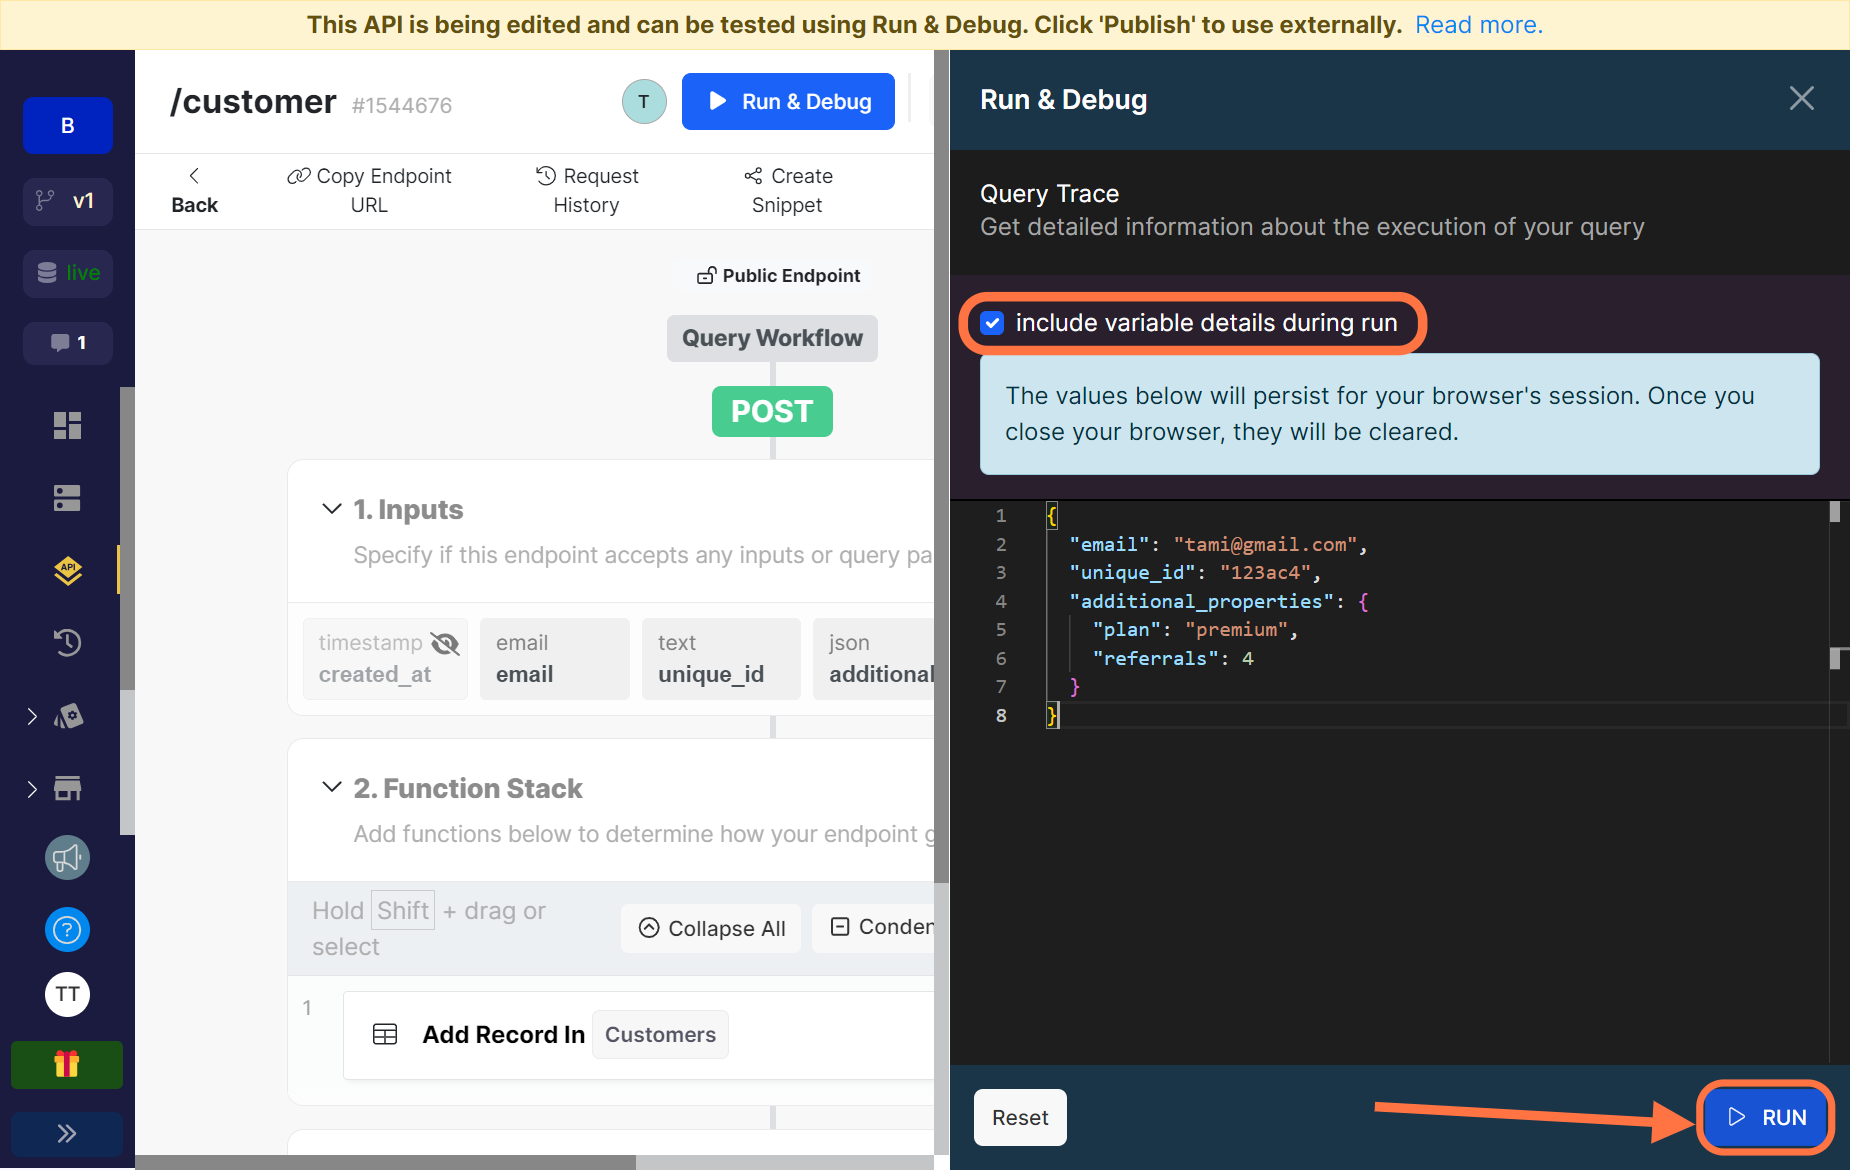 This API is being edited and can be tested using Run & Debug. Click 'Publish' to use externally. Read more.
B
v1
live
1
API
TT
/customer #1544676
T
Run & Debug
Back
Copy Endpoint
URL
Request
History
Create
Snippet
Public Endpoint
Query Workflow
POST
1. Inputs
Specify if this endpoint accepts any inputs or query pa
timestamp
created_at
email
email
text
unique_id
json
additional
2. Function Stack
Add functions below to determine how your endpoint g
Hold Shift + drag or
select
Collapse All
Conden
1
Add Record In Customers
Run & Debug
Query Trace
Get detailed information about the execution of your query
include variable details during run
The values below will persist for your browser's session. Once you
close your browser, they will be cleared.
1 {
2 "email": "tami@gmail.com",
3 "unique_id": "123ac4",
4 "additional_properties": {
5 "plan": "premium",
6 "referrals": 4
7 }
8 }
Reset
RUN